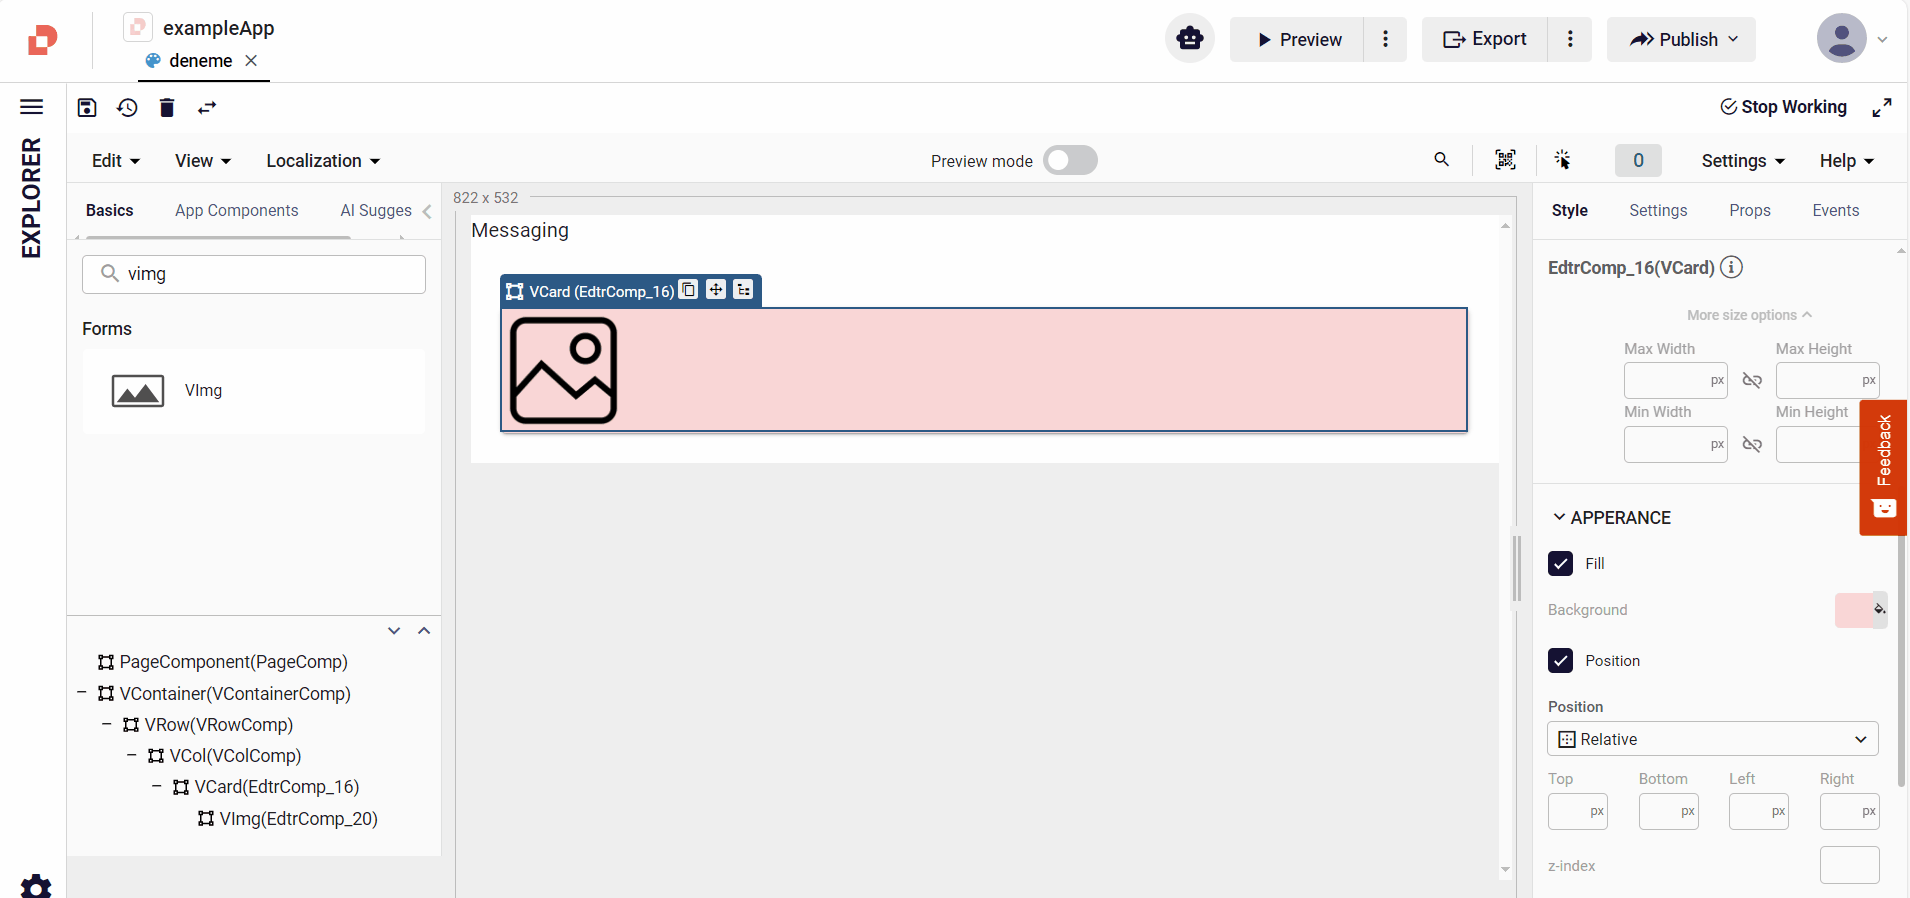 exampleApp
deneme
Preview
Export
Publish
EXPLORER
Stop Working
Edit
View
Localization
Preview mode
0
Settings
Help
Basics
App Components
AI Sugges
vimg
Forms
VImg
PageComponent(PageComp)
VContainer(VContainerComp)
VRow(VRowComp)
VCol(VColComp)
VCard(EdtrComp_16)
VImg(EdtrComp_20)
822 x 532
Messaging
VCard (EdtrComp_16)
Style
Settings
Props
Events
EdtrComp_16(VCard)
More size options
Max Width
Max Height
px
px
Min Width
Min Height
px
Feedback
APPERANCE
Fill
Background
Position
Position
Relative
Top
Bottom
Left
Right
px
px
px
px
z-index